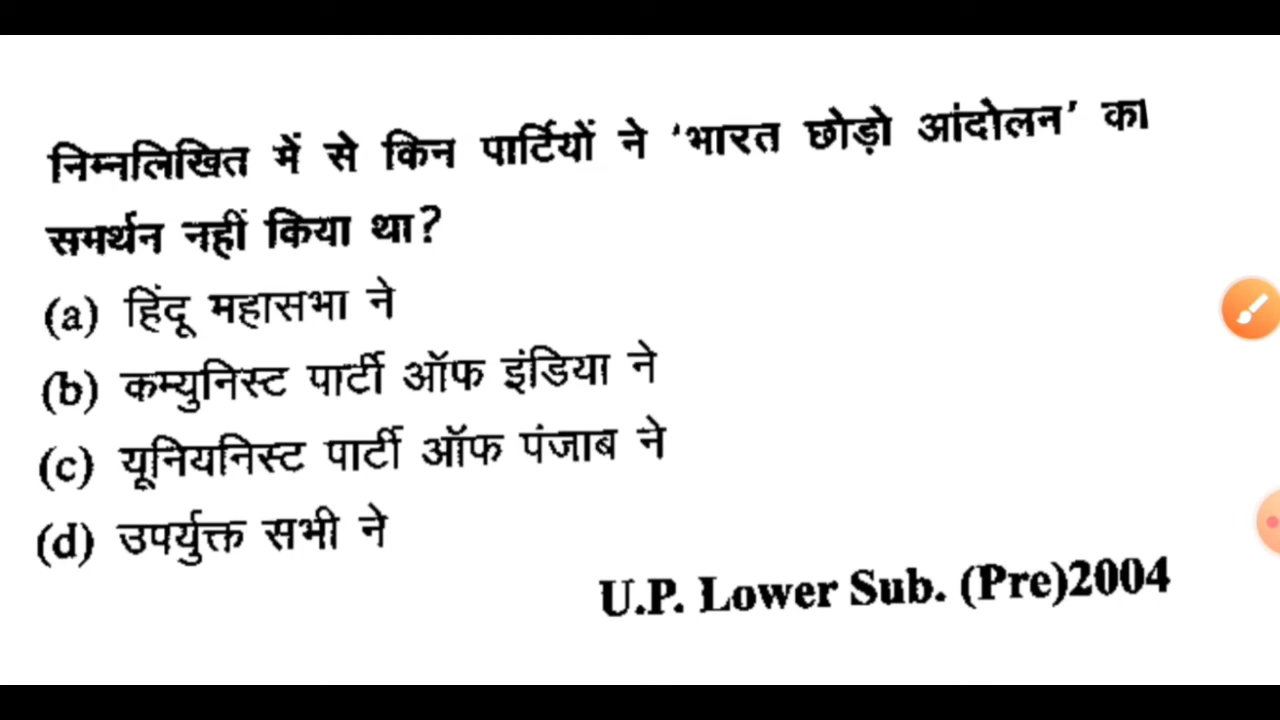 निम्नलिखित में से किन पार्टियों ने ‘भारत छोड़ो आंदोलन’ का
समर्थन नहीं किया था?
(a) हिंदू महासभा ने
(b) कम्युनिस्ट पार्टी ऑफ इंडिया ने
(c) यूनियनिस्ट पार्टी ऑफ पंजाब ने
(d) उपर्युक्त सभी ने
U.P. Lower Sub. (Pre)2004